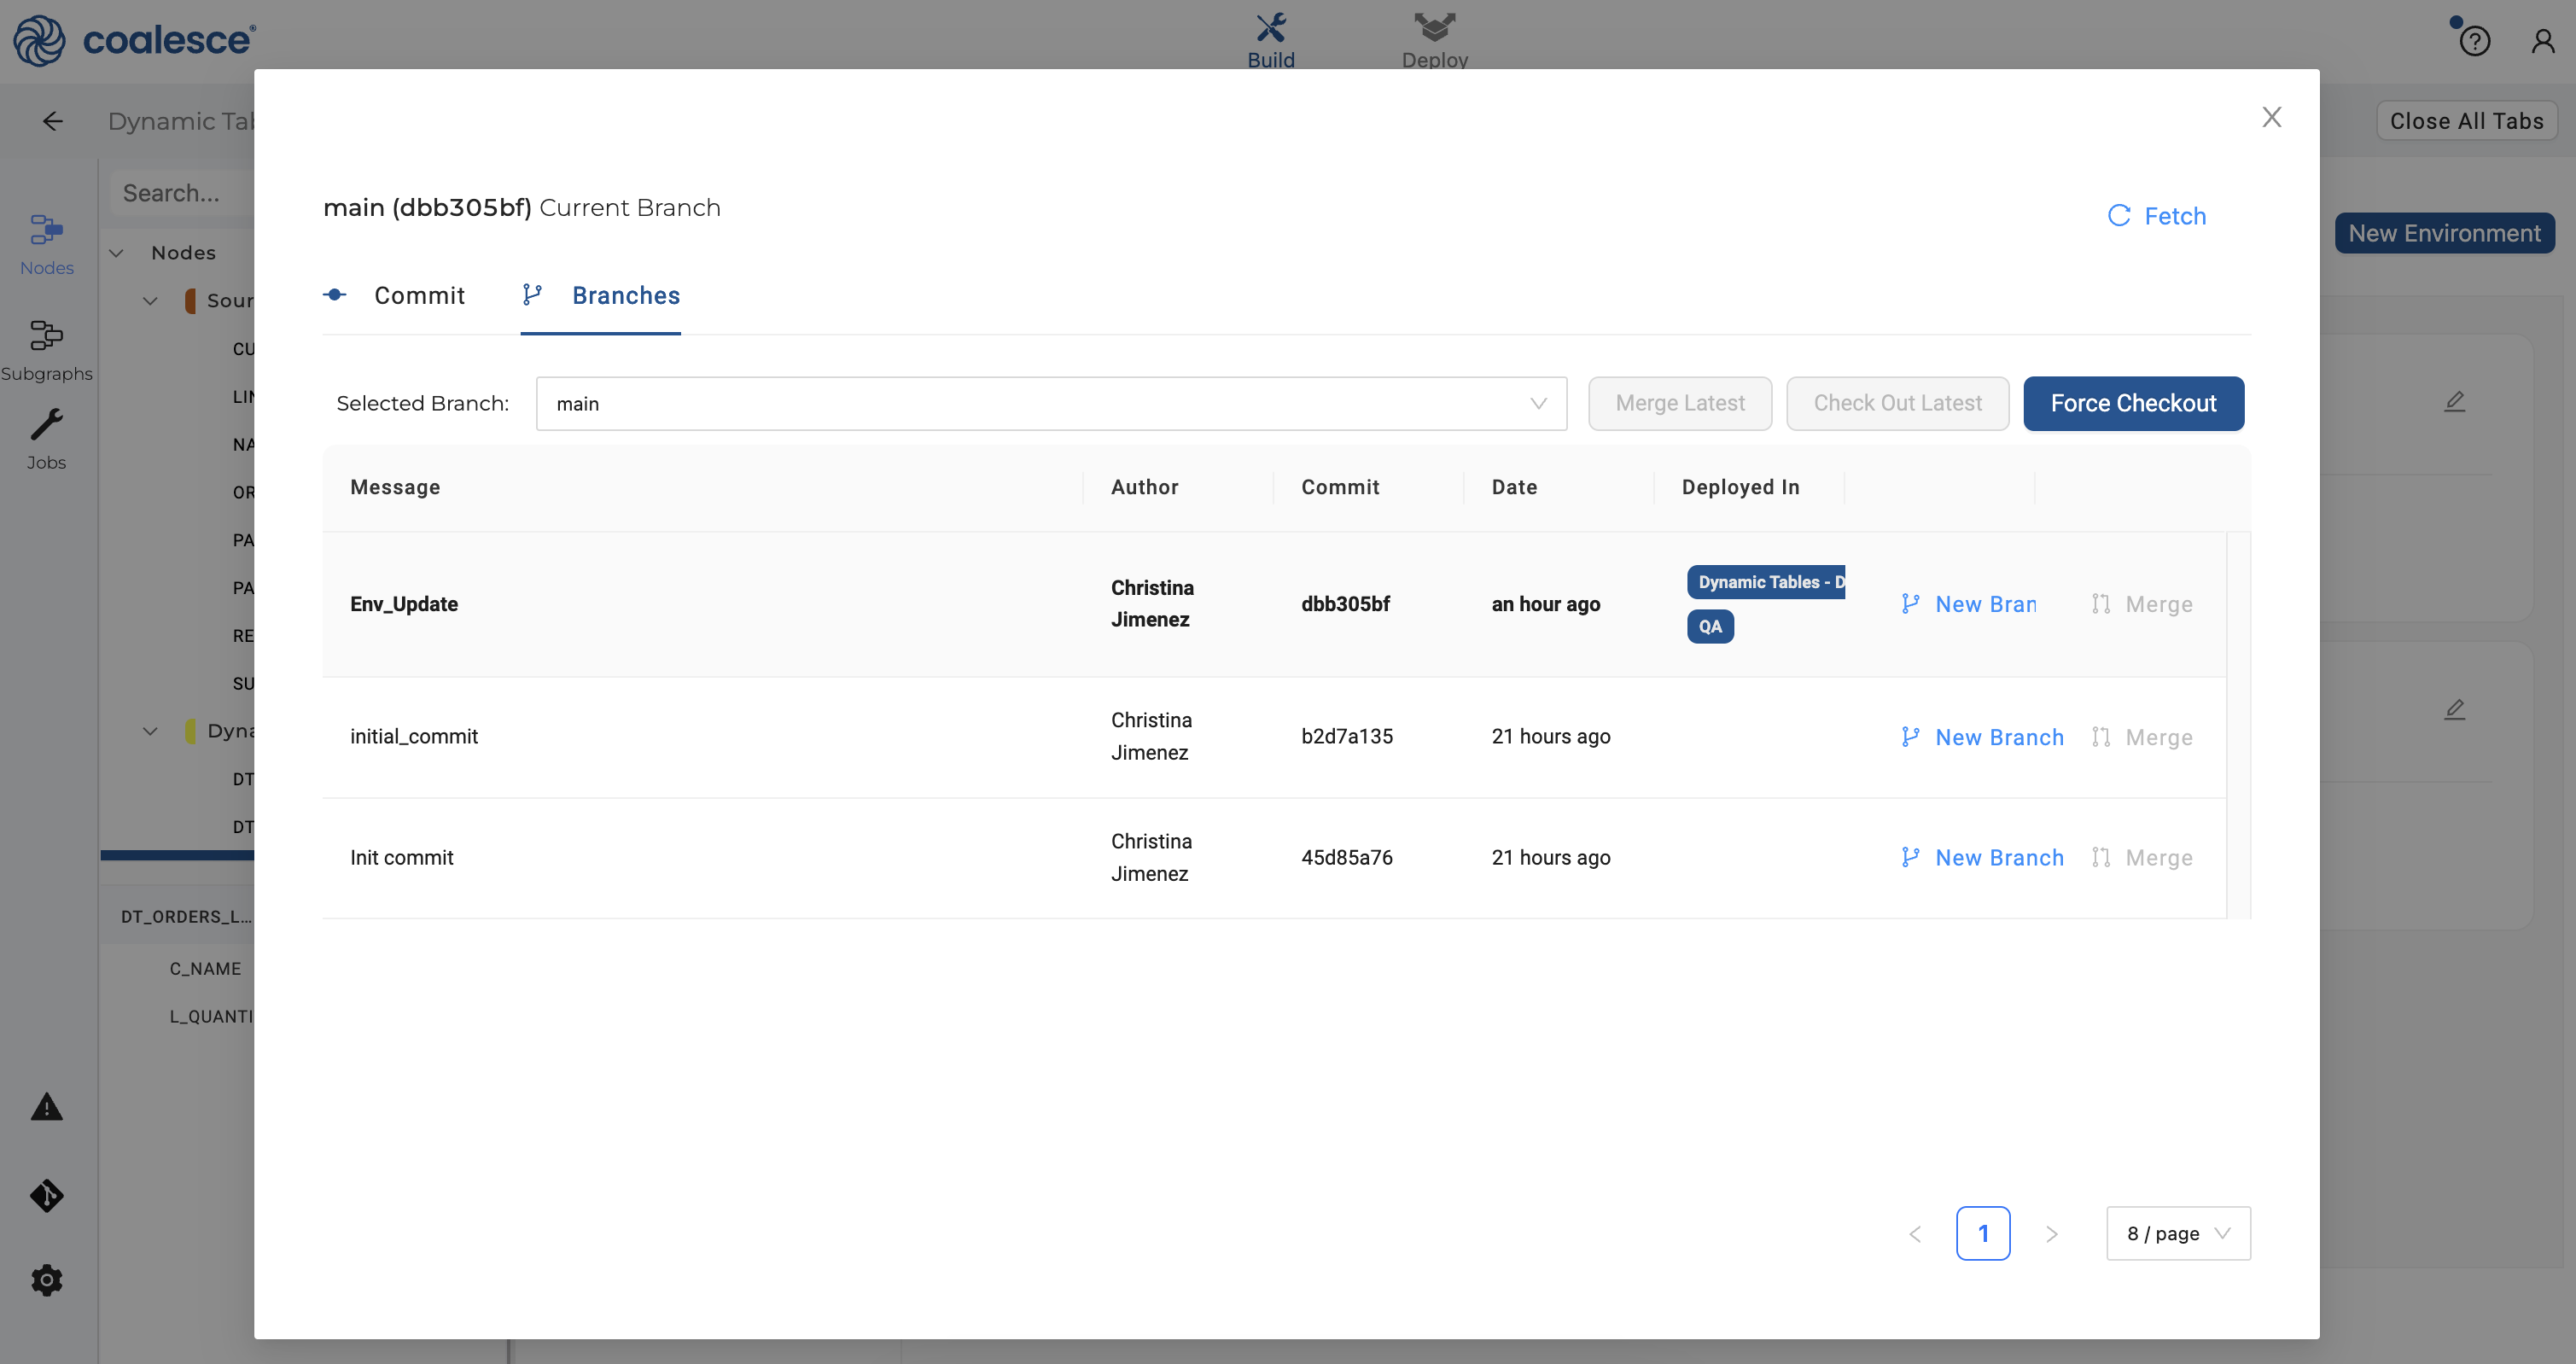 coalesce
Build
Deploy
Dynamic Tab
Close All Tabs
Search...
New Environment
Nodes
Subgraphs
Jobs
Nodes
Sour
CU
LIN
NA
OR
PA
PA
RE
SU
Dyna
DT
DT
DT_ORDERS_L...
C_NAME
L_QUANTI
main (dbb305bf) Current Branch
Fetch
Commit
Branches
Selected Branch:
main
Merge Latest
Check Out Latest
Force Checkout
Message Author Commit Date Deployed In
Env_Update
Christina
Jimenez
dbb305bf
an hour ago
Dynamic Tables - D
QA
New Bran
Merge
initial_commit
Christina
Jimenez
b2d7a135
21 hours ago
New Branch
Merge
Init commit
Christina
Jimenez
45d85a76
21 hours ago
New Branch
Merge
1
8 / page